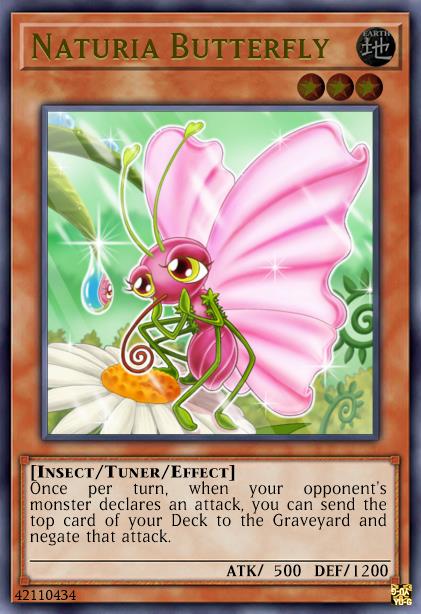 Naturia Butterfly
EARTH
地
[Insect/Tuner/Effect]
Once per turn, when your opponent's
monster declares an attack, you can send the
top card of your Deck to the Graveyard and
negate that attack.
ATK/ 500 DEF/1200
42110434